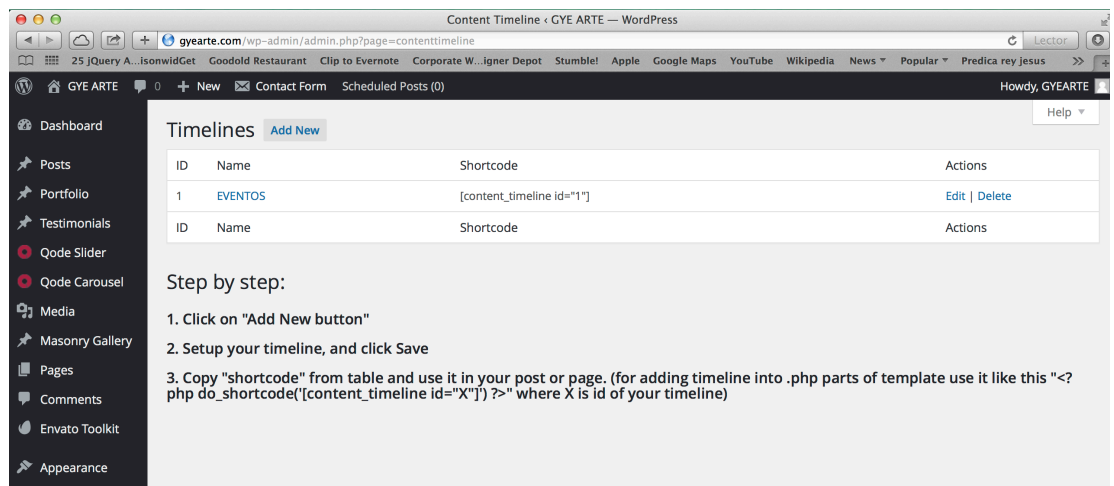 Content Timeline ‹ GYE ARTE — WordPress
gyearte.com/wp-admin/admin.php?page=contenttimeline
Lector
25 jQuery A...isonwidGet Goodold Restaurant Clip to Evernote Corporate W...igner Depot Stumble! Apple Google Maps YouTube Wikipedia News Popular Predica rey jesus >>
GYE ARTE 0 + New Contact Form Scheduled Posts (0) Howdy, GYEARTE
Help
Dashboard
Posts
Portfolio
Testimonials
Qode Slider
Qode Carousel
Media
Masonry Gallery
Pages
Comments
Envato Toolkit
Appearance
Timelines Add New
ID Name Shortcode Actions
1 EVENTOS [content_timeline id="1"] Edit | Delete
ID Name Shortcode Actions
Step by step:
1. Click on "Add New button"
2. Setup your timeline, and click Save
3. Copy "shortcode" from table and use it in your post or page. (for adding timeline into .php parts of template use it like this "<?
php do_shortcode('[content_timeline id="X"]') ?>" where X is id of your timeline)